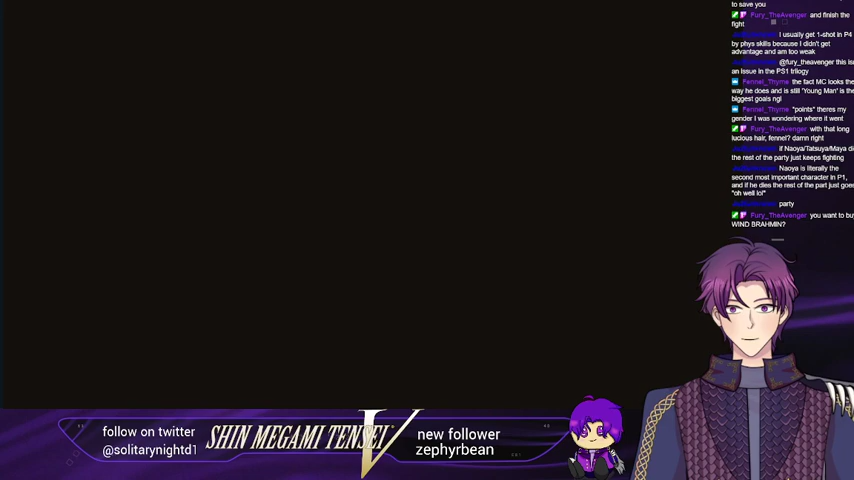 to save you
Fury_TheAvenger and finish the
fight
I usually get 1-shot in P4
by phys skills because I didn't get
advantage and am too weak
@fury_theavenger this is
an issue in the PS1 trilogy
Fennel_Thyme the fact MC looks the
way he does and is still 'Young Man' is the
biggest goals ngl
Fennel_Thyme "points" theres my
gender I was wondering where it went
Fury_TheAvenger with that long
lucious hair, fennel? damn right
if Naoya/Tatsuya/Maya di
the rest of the party just keeps fighting
Naoya is literally the
second most important character in P1,
and if he dies the rest of the part just goes
"oh well lol"
party
Fury_TheAvenger you want to bu
WIND BRAHMIN?
follow on twitter
@solitarynightd1
SHIN MEGAMI TENSEI V
new follower
zephyrbean